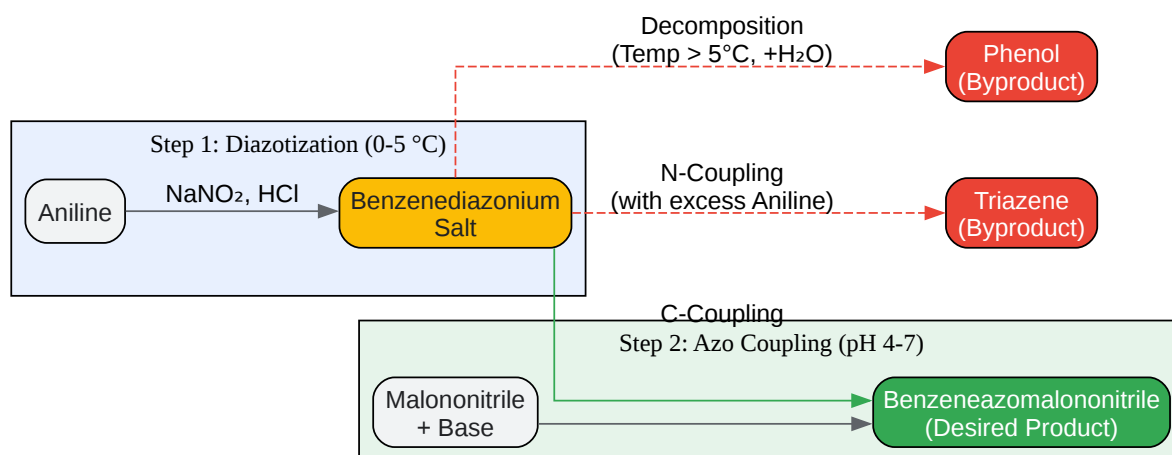 Decomposition
(Temp > 5°C, +H₂O)
Phenol
(Byproduct)
Step 1: Diazotization (0-5 °C)
Aniline
NaNO₂, HCl
Benzenediazonium
Salt
N-Coupling
(with excess Aniline)
Triazene
(Byproduct)
C-Coupling
Step 2: Azo Coupling (pH 4-7)
Malononitrile
+ Base
Benzeneazomalononitrile
(Desired Product)